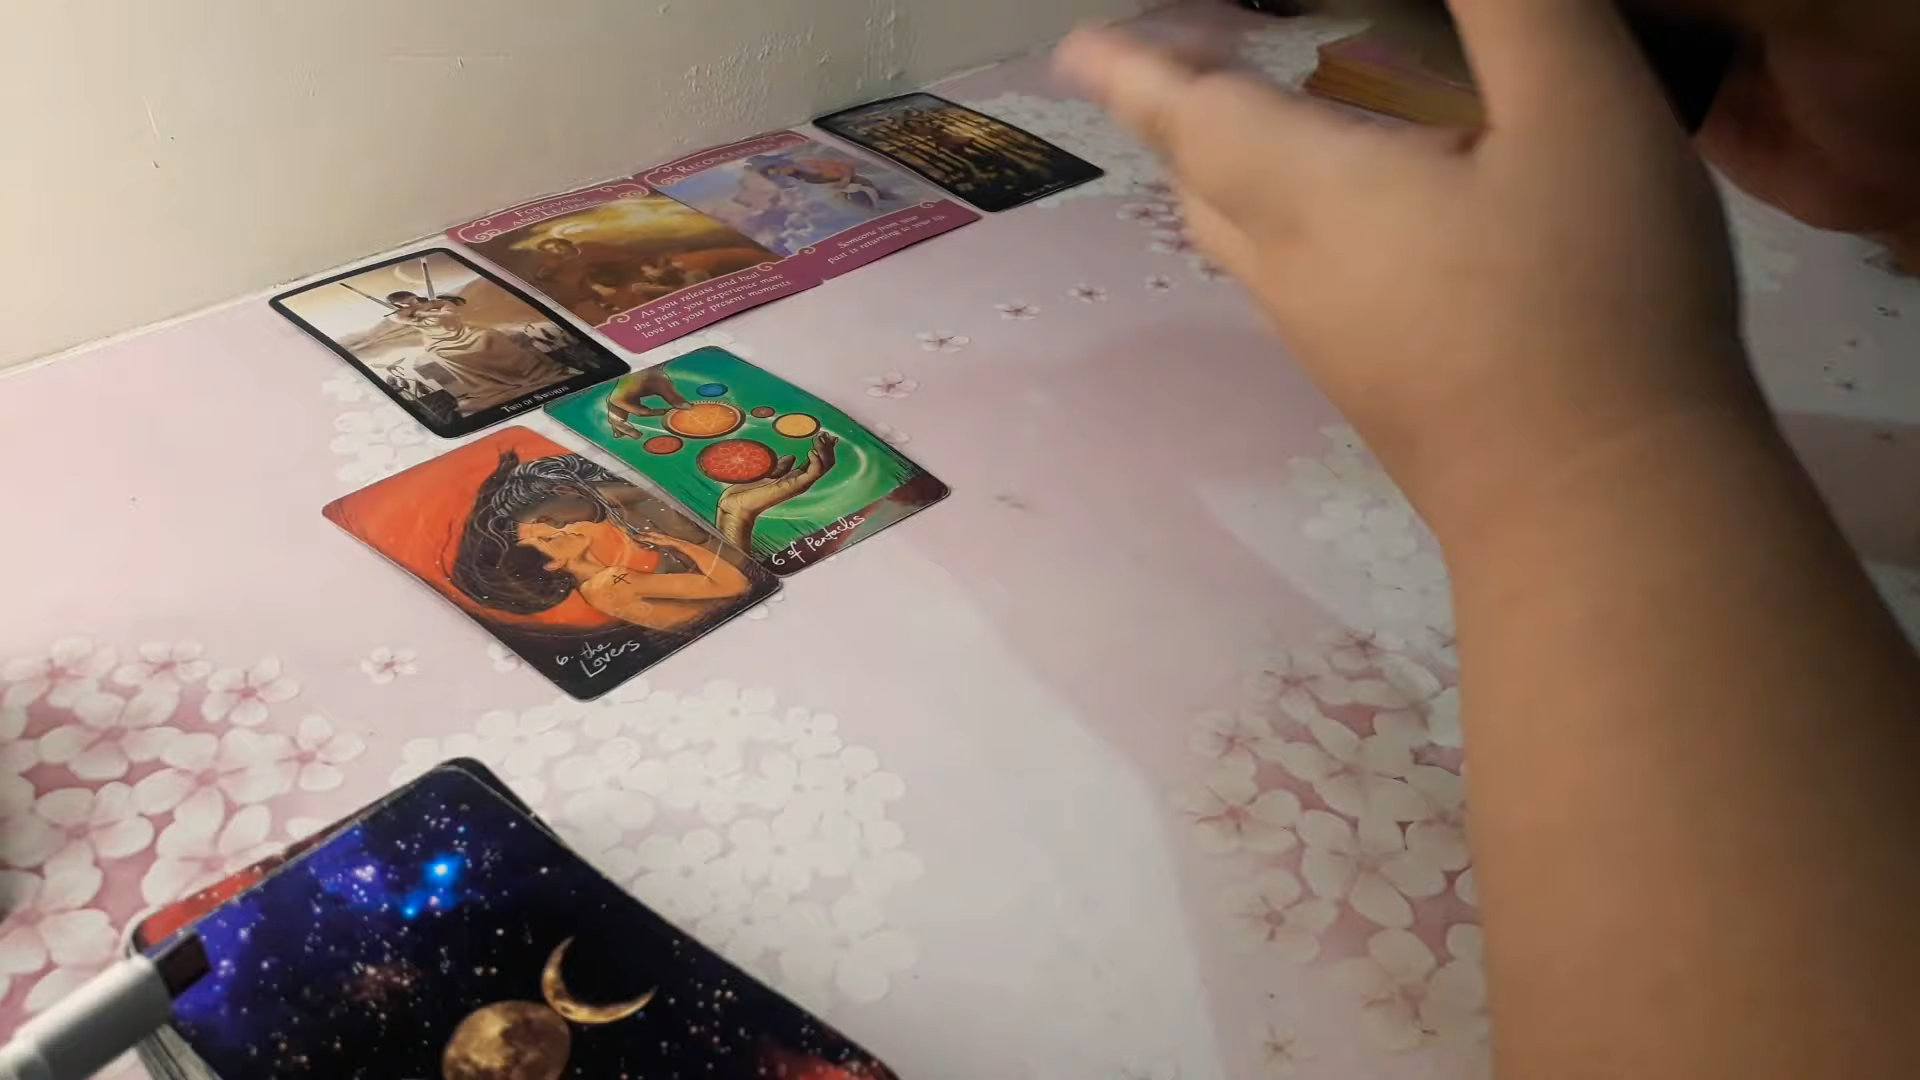 Forgiving
and Learning
As you release and heal
the past, you experience more
love in your present moments.
Reconciliation
Someone from your
past is returning to your life.
Two of Swords
6 of Pentacles
6. the
Lovers